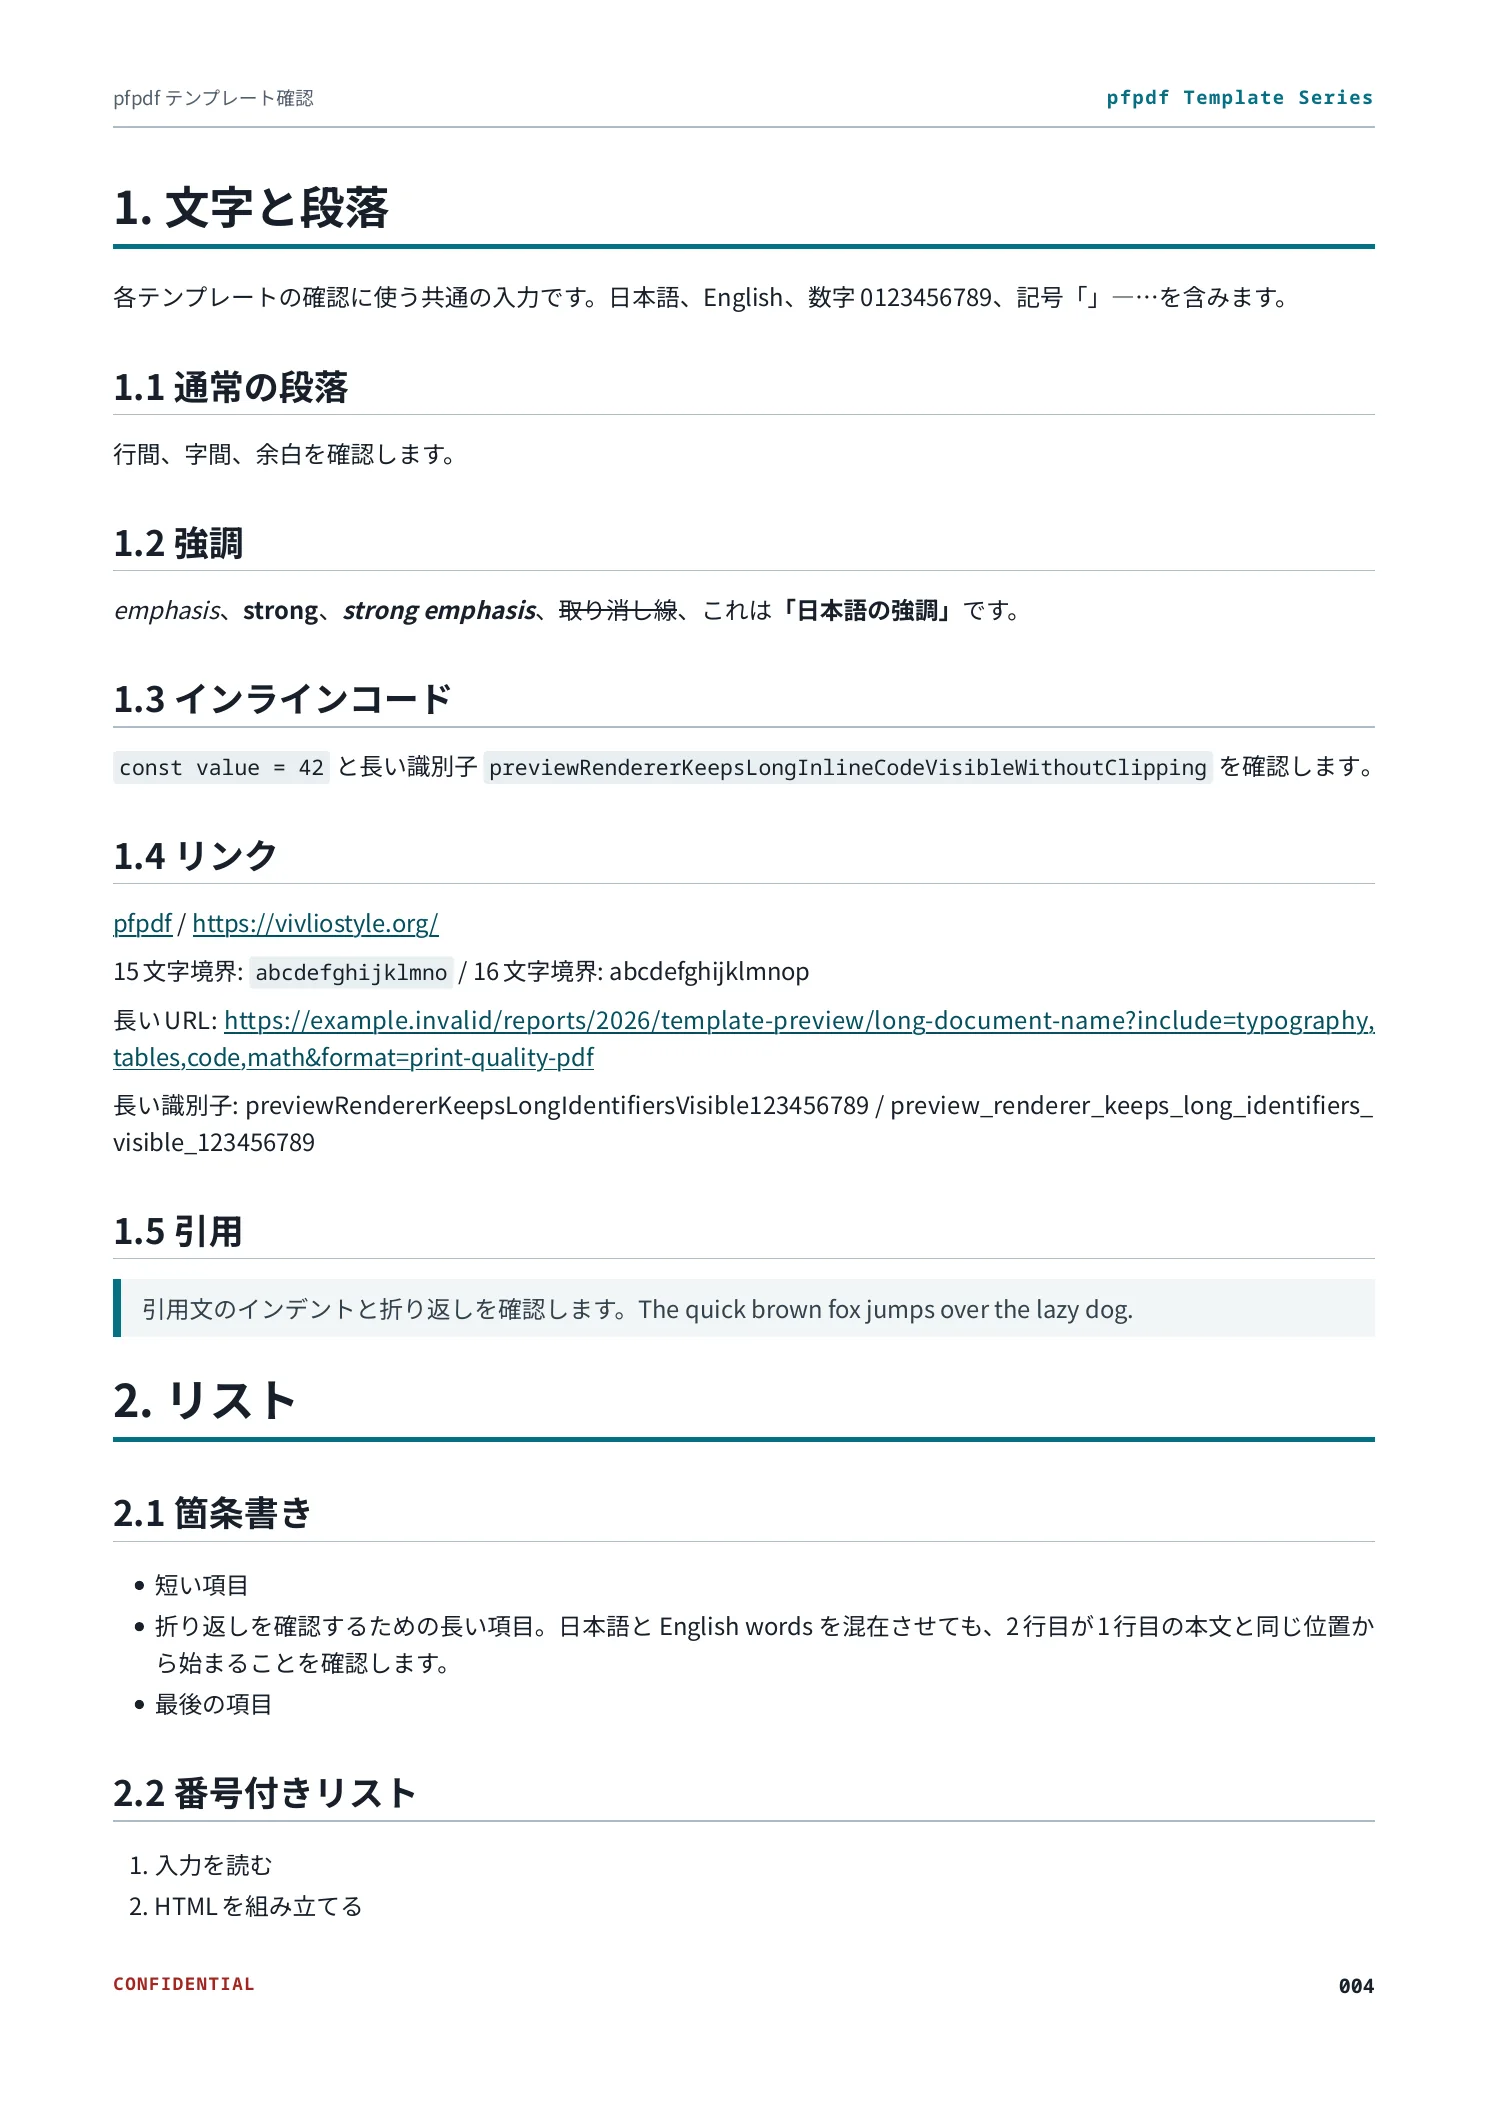 pfpdf テンプレート確認
pfpdf Template Series
1. 文字と段落
各テンプレートの確認に使う共通の入力です。日本語、English、数字 0123456789、記号「」―…を含みます。
1.1 通常の段落
行間、字間、余白を確認します。
1.2 強調
emphasis、strong、strong emphasis、取り消し線、これは「日本語の強調」です。
1.3 インラインコード
const value = 42 と長い識別子 previewRendererKeepsLongInlineCodeVisibleWithoutClipping を確認します。
1.4 リンク
pfpdf / https://vivliostyle.org/
15文字境界: abcdefghijklmno / 16文字境界: abcdefghijklmnop
長いURL: https://example.invalid/reports/2026/template-preview/long-document-name?include=typography,
tables,code,math&format=print-quality-pdf
長い識別子: previewRendererKeepsLongIdentifiersVisible123456789 / preview_renderer_keeps_long_identifiers_
visible_123456789
1.5 引用
引用文のインデントと折り返しを確認します。The quick brown fox jumps over the lazy dog.
2. リスト
2.1 箇条書き
• 短い項目
• 折り返しを確認するための長い項目。日本語と English words を混在させても、2行目が1行目の本文と同じ位置か
ら始まることを確認します。
• 最後の項目
2.2 番号付きリスト
1. 入力を読む
2. HTMLを組み立てる
CONFIDENTIAL
004